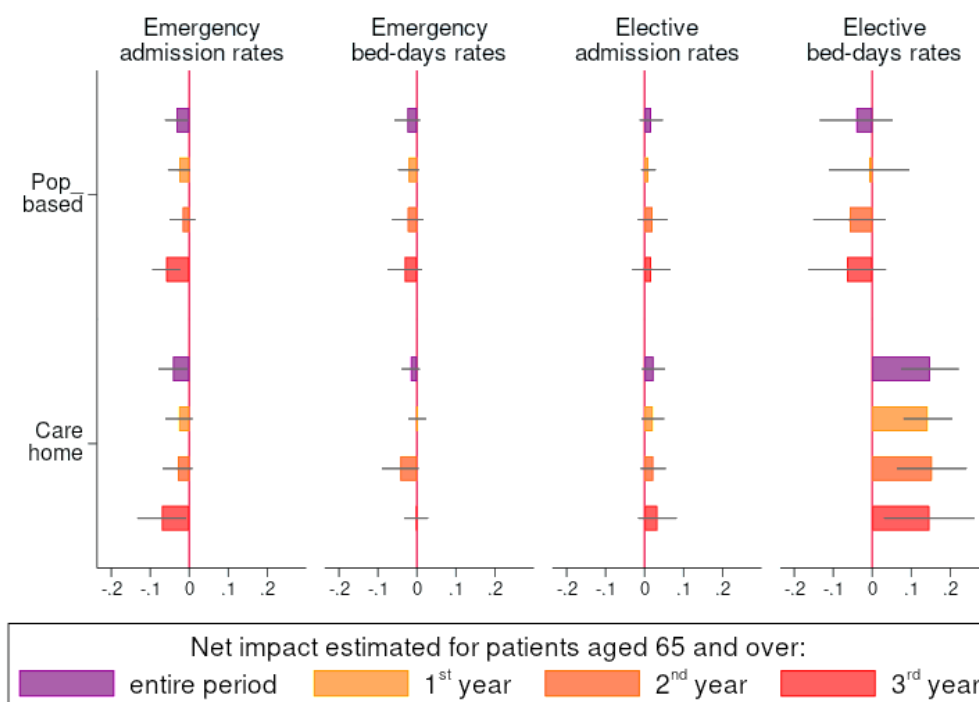 Emergency admission rates
Emergency bed-days rates
Elective admission rates
Elective bed-days rates
Pop_
based
Care
home
-.2 -.1 0 .1 .2
-.2 -.1 0 .1 .2
-.2 -.1 0 .1 .2
-.2 -.1 0 .1 .2
Net impact estimated for patients aged 65 and over:
entire period 1st year 2nd year 3rd year